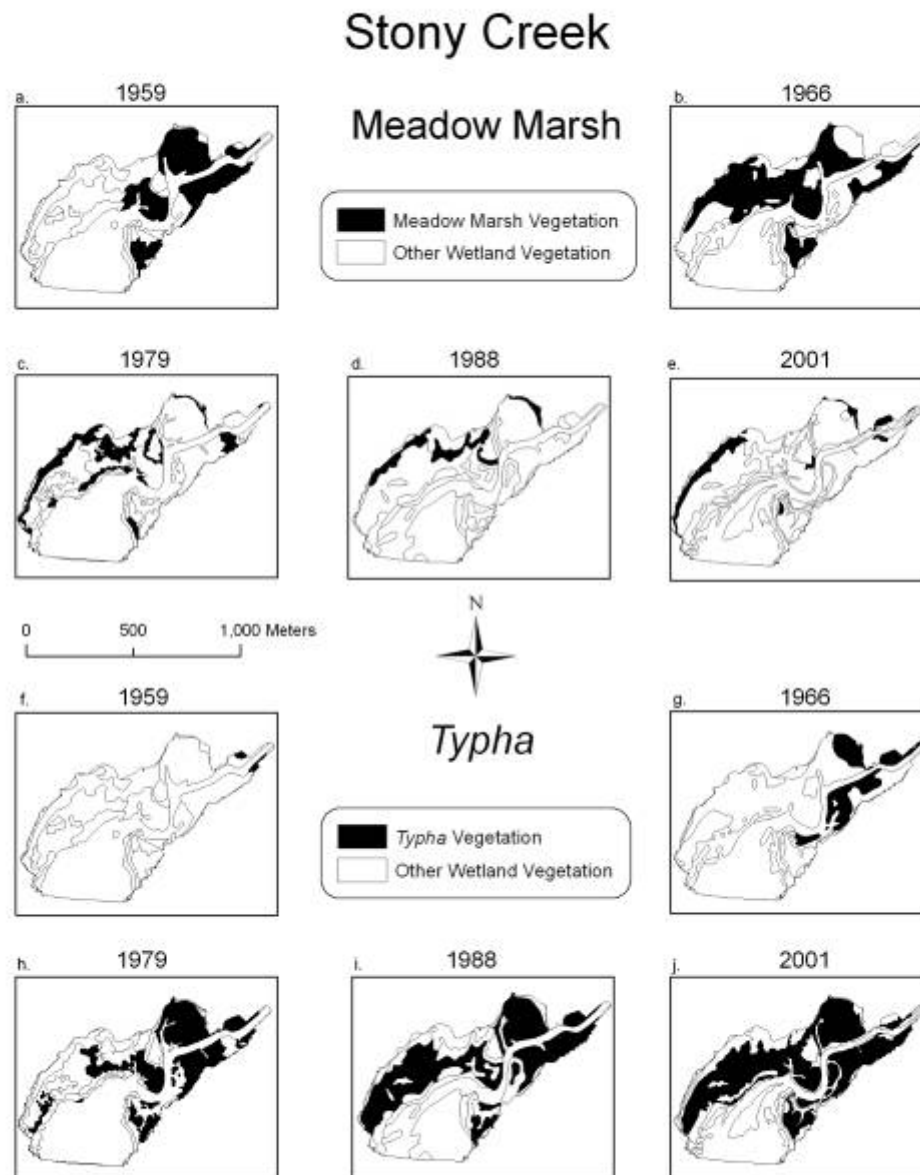 Stony Creek
a. 1959
Meadow Marsh
b. 1966
Meadow Marsh Vegetation
Other Wetland Vegetation
c. 1979
d. 1988
e. 2001
0 500 1,000 Meters
N
f. 1959
Typha
g. 1966
Typha Vegetation
Other Wetland Vegetation
h. 1979
i. 1988
j. 2001